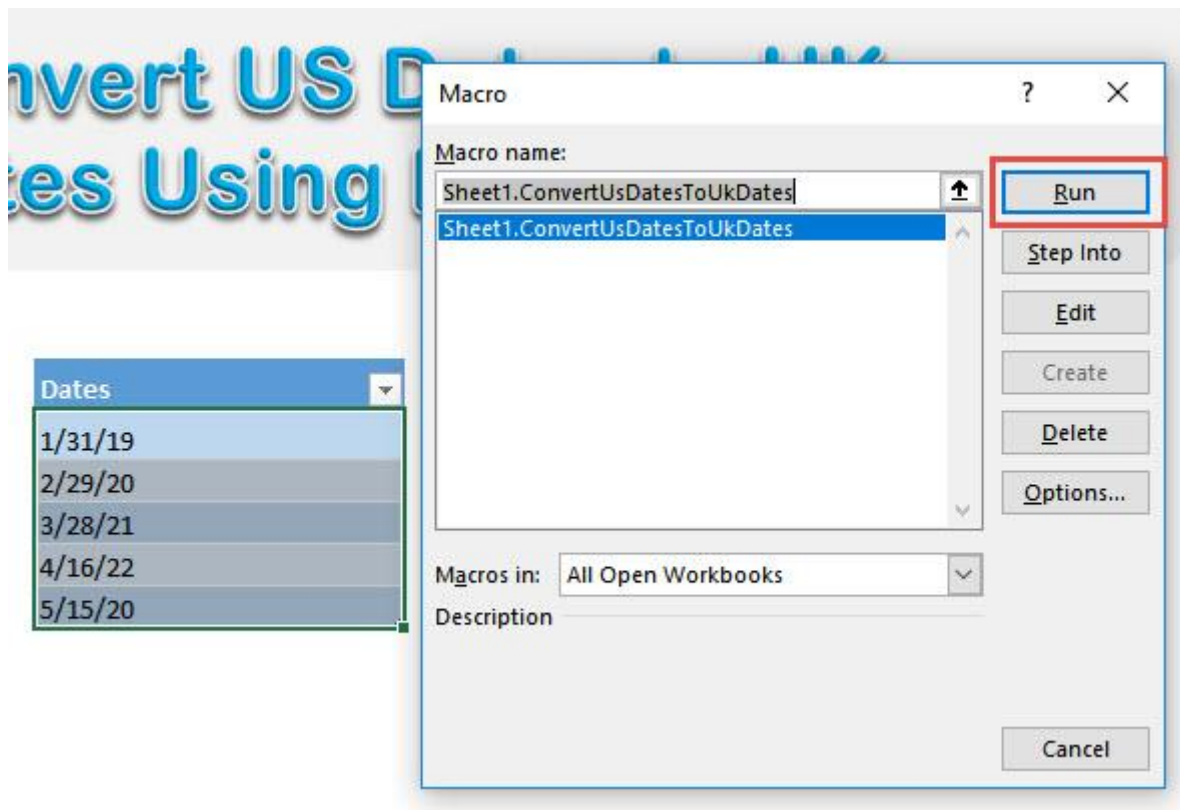 nvert US
es Using
Macro
?
Macro name:
Sheet1.ConvertUsDatesToUkDates
Run
Sheet1.ConvertUsDatesToUkDates
Step Into
Edit
Create
Delete
Options...
Dates
1/31/19
2/29/20
3/28/21
4/16/22
5/15/20
Macros in: All Open Workbooks
Description
Cancel